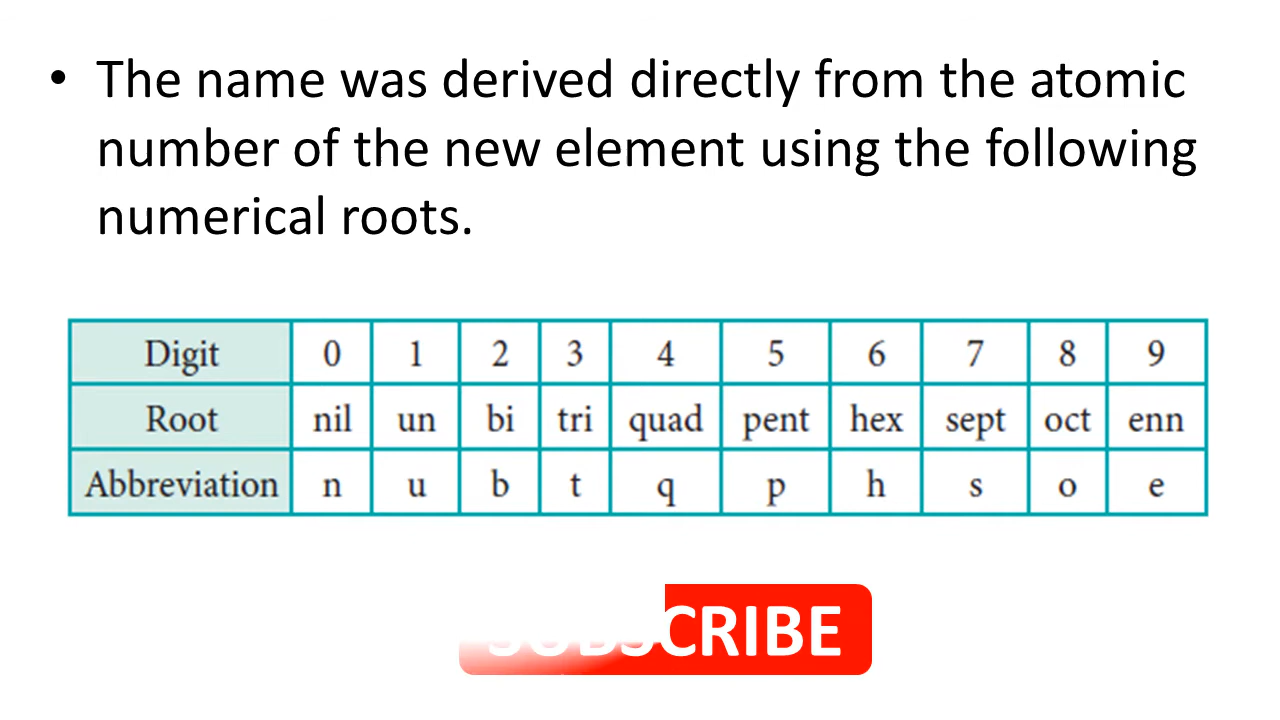 • The name was derived directly from the atomic
number of the new element using the following
numerical roots.
Digit 0 1 2 3 4 5 6 7 8 9
Root nil un bi tri quad pent hex sept oct enn
Abbreviation n u b t q p h s o e
SUBSCRIBE